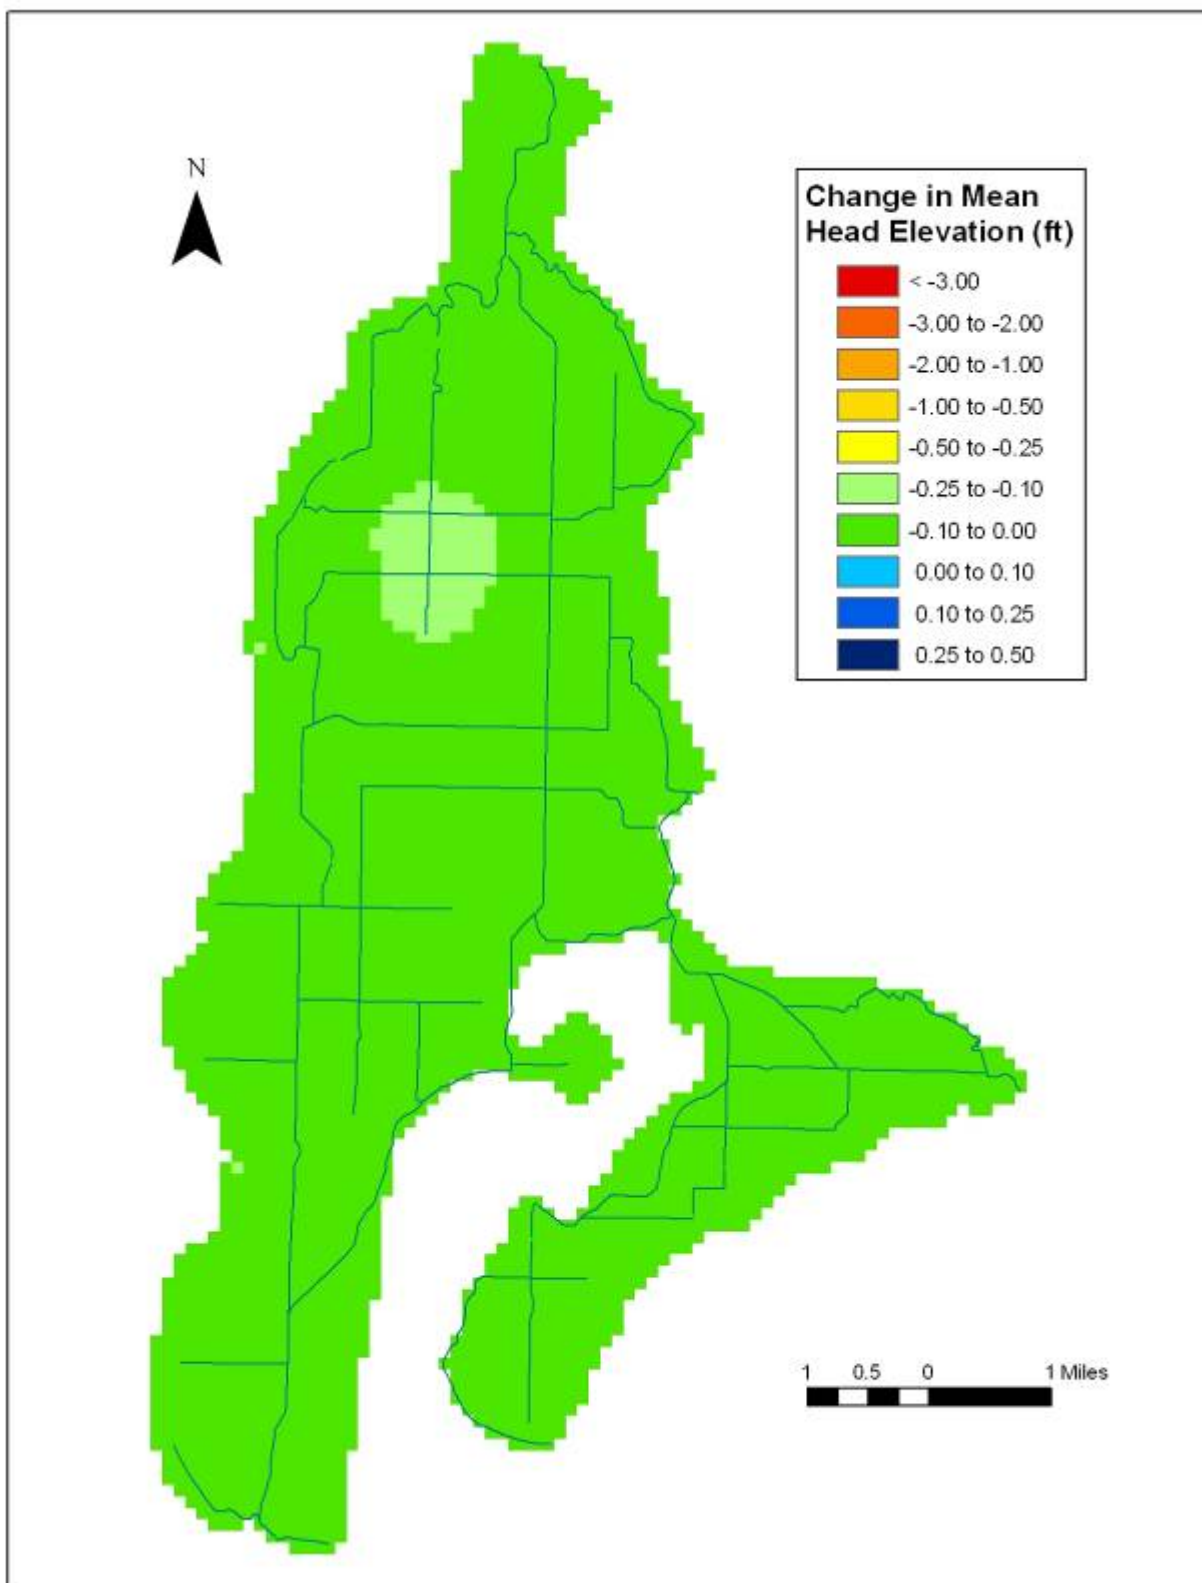 N
Change in Mean
Head Elevation (ft)
< -3.00
-3.00 to -2.00
-2.00 to -1.00
-1.00 to -0.50
-0.50 to -0.25
-0.25 to -0.10
-0.10 to 0.00
0.00 to 0.10
0.10 to 0.25
0.25 to 0.50
1 0.5 0 1 Miles